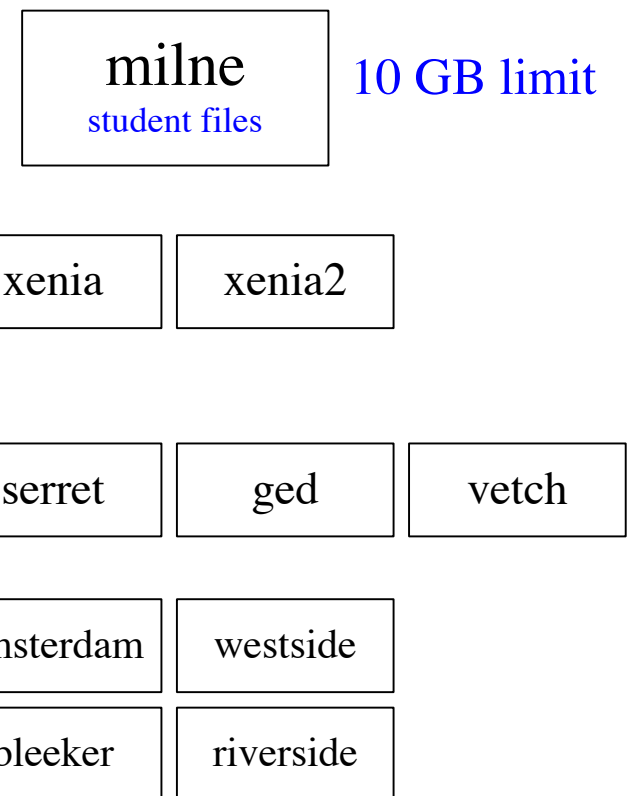 milne
10 GB limit
student files
xenia xenia2
serret ged vetch
westside
riverside